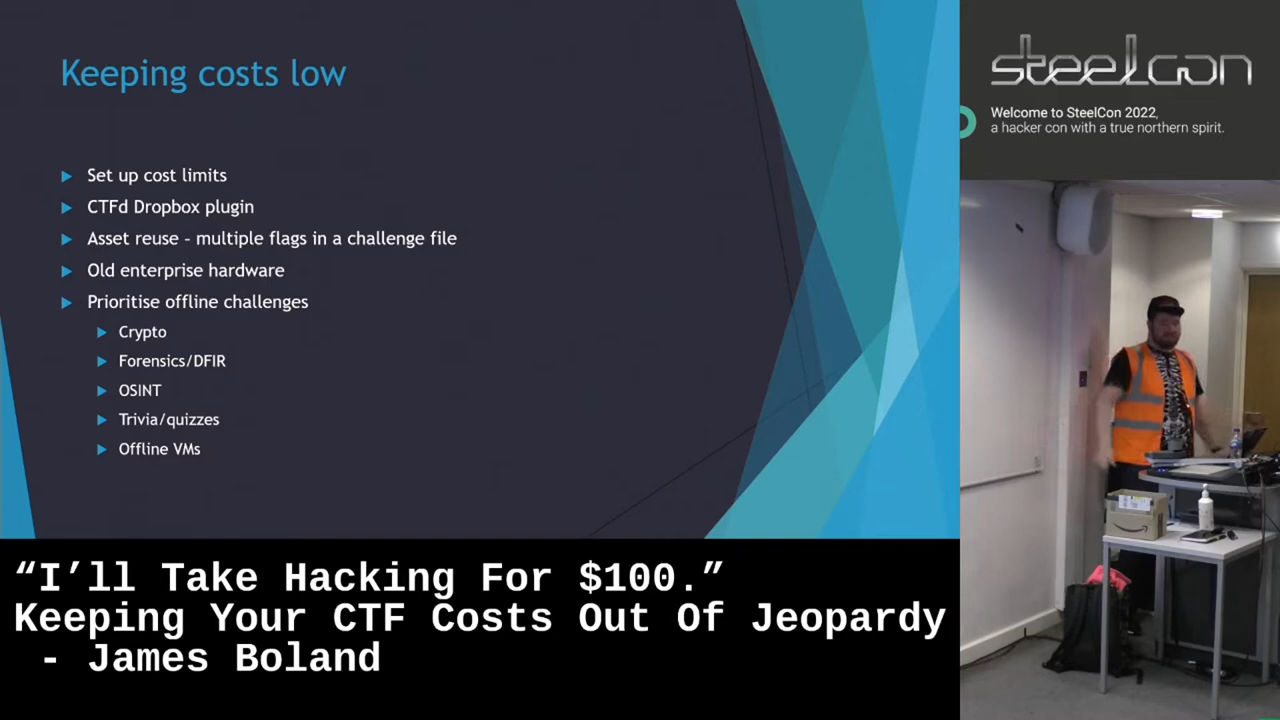 Keeping costs low
Set up cost limits
CTFd Dropbox plugin
Asset reuse - multiple flags in a challenge file
Old enterprise hardware
Prioritise offline challenges
Crypto
Forensics/DFIR
OSINT
Trivia/quizzes
Offline VMs
steelcon
Welcome to SteelCon 2022,
a hacker con with a true northern spirit.
“I’ll Take Hacking For $100.”
Keeping Your CTF Costs Out Of Jeopardy
- James Boland